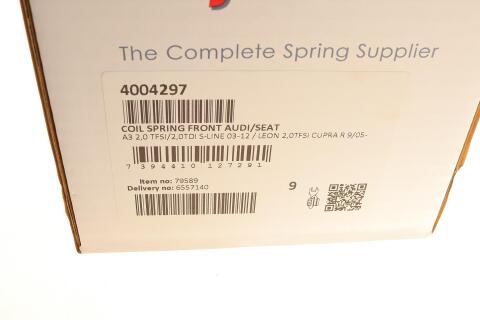 The Complete Spring Supplier
4004297
COIL SPRING FRONT AUDI/SEAT
A3 2,0 TFSI/2,0TDI S-LINE 03-12 / LEON 2,0TFSI CUPRA R 9/05-
7 394410 127291
Item no: 79589
Delivery no: 6557140
9